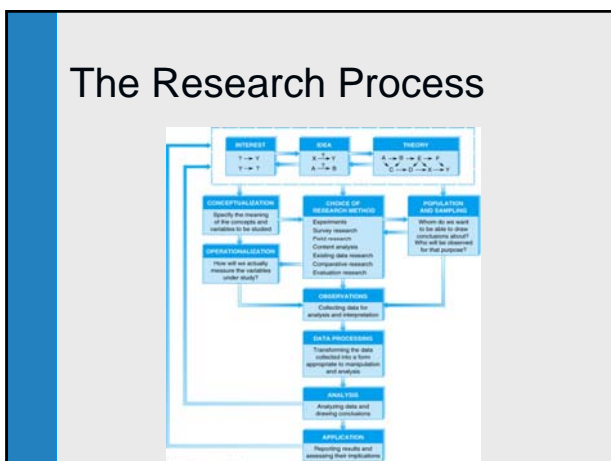 The Research Process
INTEREST
? → Y
Y → ?
IDEA
?
X → Y
?
A → B
THEORY
A → B → E → F
C → D → X → Y
CONCEPTUALIZATION
Specify the meaning
of the concepts and
variables to be studied
CHOICE OF
RESEARCH METHOD
Experiments
Survey research
Field research
Content analysis
Existing data research
Comparative research
Evaluation research
POPULATION
AND SAMPLING
Whom do we want
to be able to draw
conclusions about?
Who will be observed
for that purpose?
OPERATIONALIZATION
How will we actually
measure the variables
under study?
OBSERVATIONS
Collecting data for
analysis and interpretation
DATA PROCESSING
Transforming the data
collected into a form
appropriate to manipulation
and analysis
ANALYSIS
Analyzing data and
drawing conclusions
APPLICATION
Reporting results and
assessing their implications